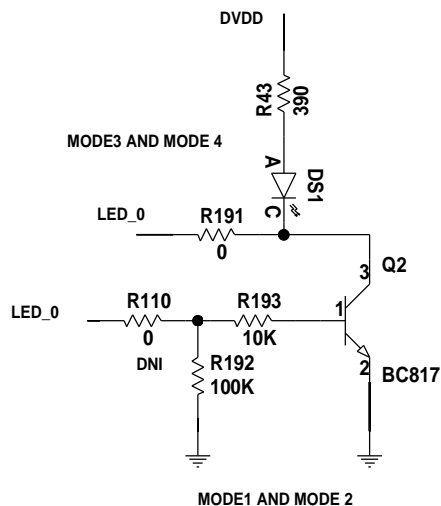 DVDD
R43
390
MODE3 AND MODE 4
A
DS1
C
LED_0
R191
0
3
Q2
LED_0
R110
0
R193
10K
1
DNI
R192
100K
2
BC817
MODE1 AND MODE 2